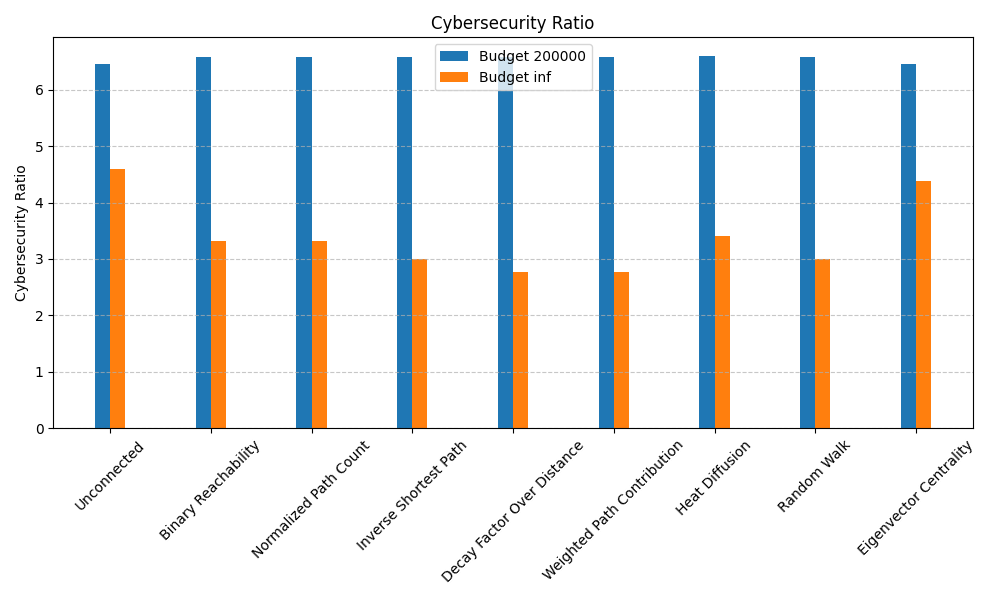 Cybersecurity Ratio
Budget 200000
Budget inf
Cybersecurity Ratio
6
5
4
3
2
1
0
Unconnected
Binary Reachability
Normalized Path Count
Inverse Shortest Path
Decay Factor Over Distance
Weighted Path Contribution
Heat Diffusion
Random Walk
Eigenvector Centrality